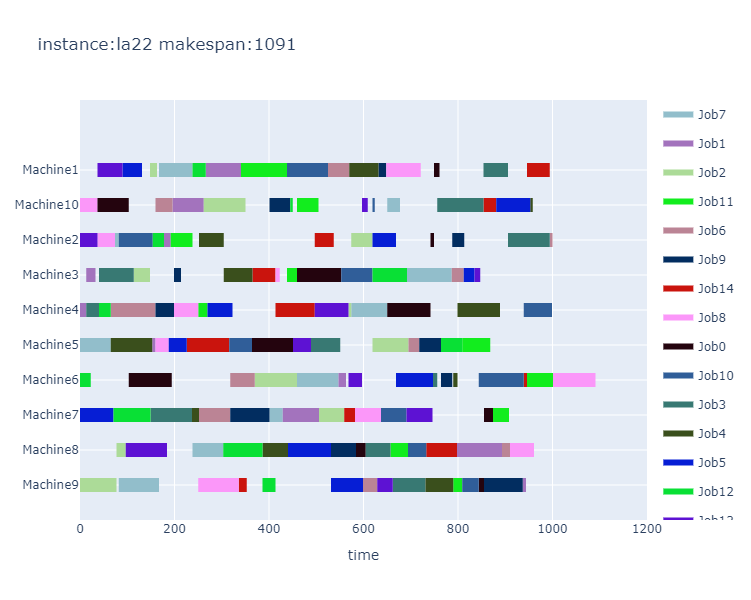 instance:la22 makespan:1091
Machine1
Machine10
Machine2
Machine3
Machine4
Machine5
Machine6
Machine7
Machine8
Machine9
0
200
400
600
800
1000
1200
time
Job7
Job1
Job2
Job11
Job6
Job9
Job14
Job8
Job0
Job10
Job3
Job4
Job5
Job12
Job13